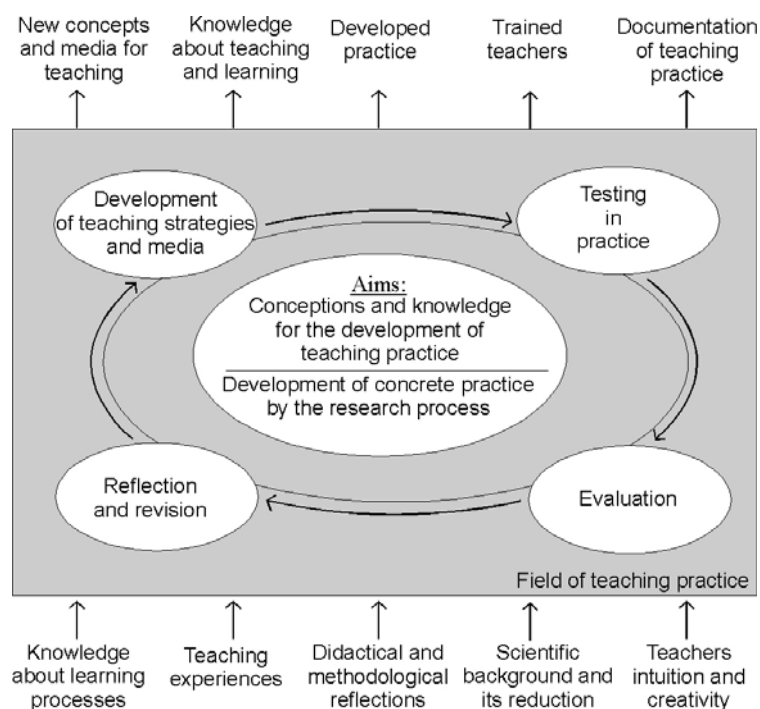 New concepts
and media for
teaching
Knowledge
about teaching
and learning
Developed
practice
Trained
teachers
Documentation
of teaching
practice
Development
of teaching strategies
and media
Testing
in
practice
Aims:
Conceptions and knowledge
for the development of
teaching practice
Development of concrete practice
by the research process
Reflection
and revision
Evaluation
Field of teaching practice
Knowledge
about learning
processes
Teaching
experiences
Didactical and
methodological
reflections
Scientific
background and
its reduction
Teachers
intuition and
creativity